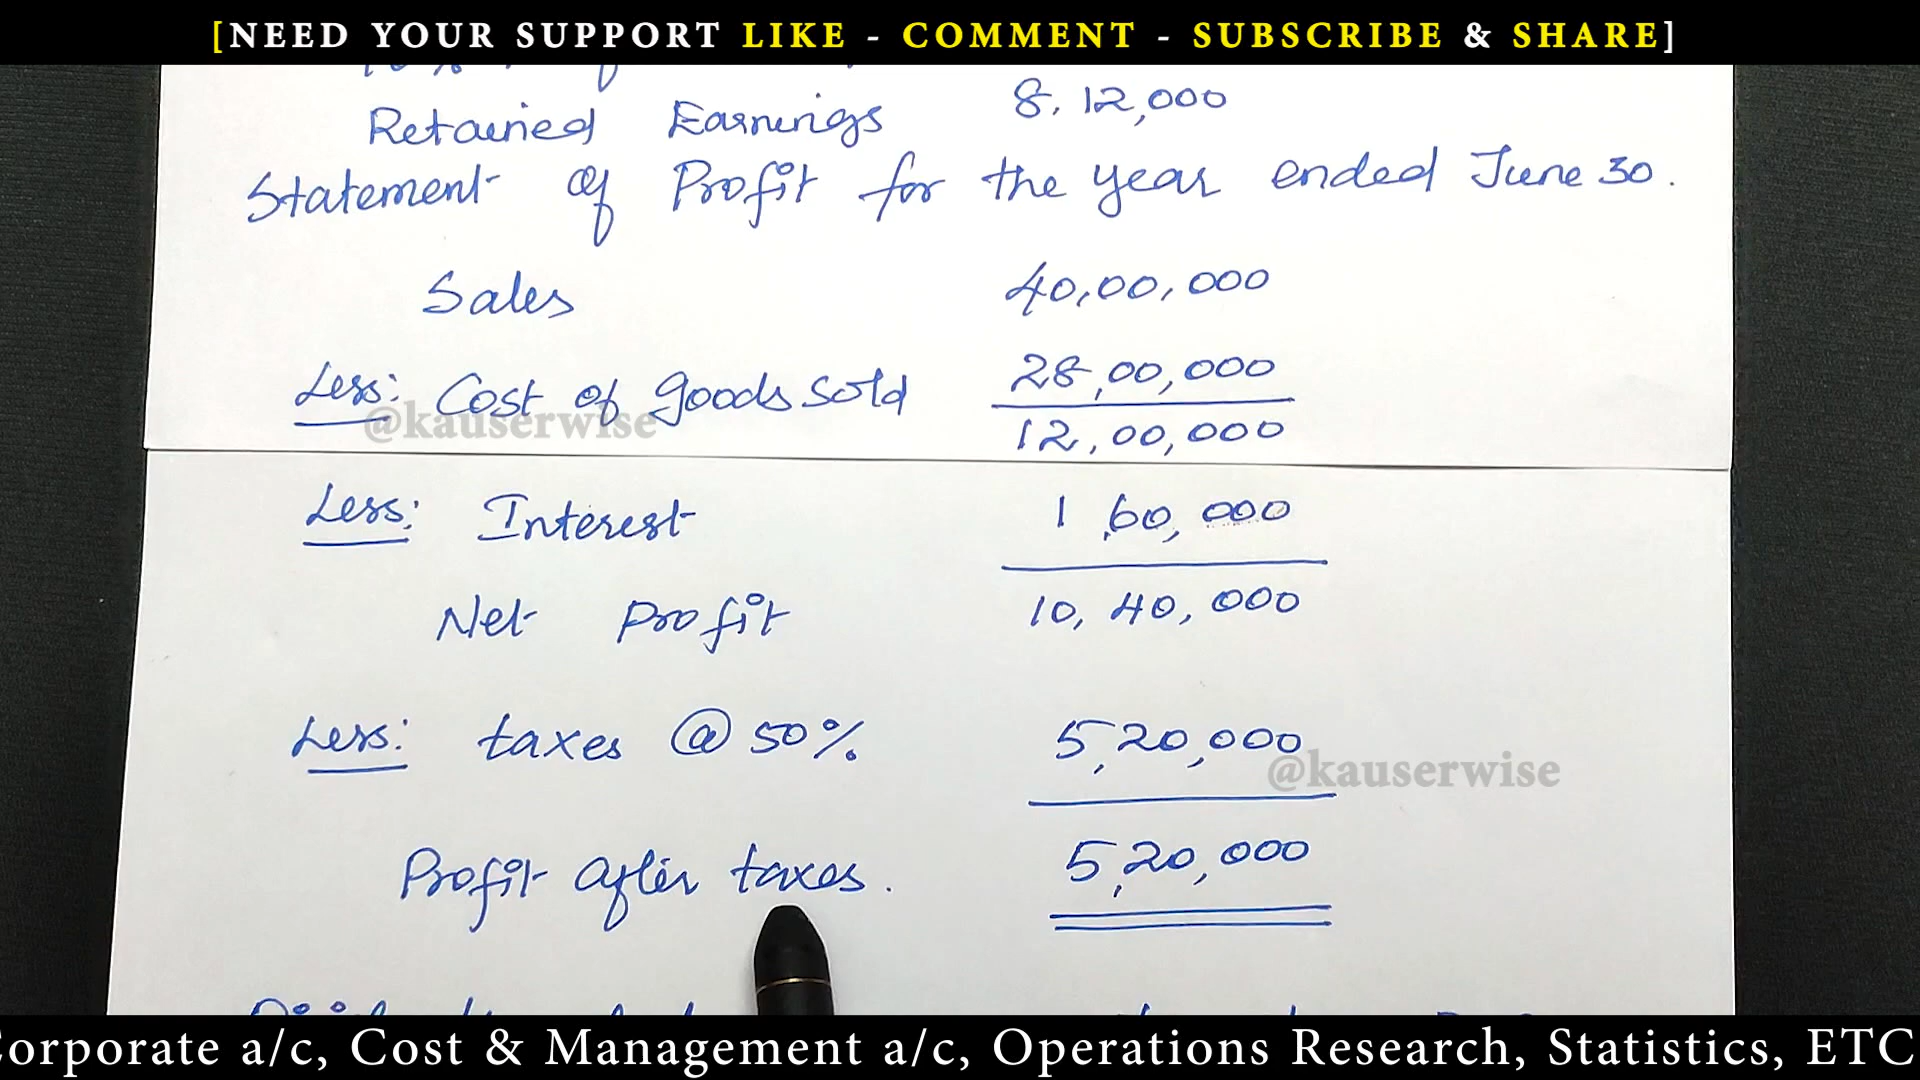 [NEED YOUR SUPPORT LIKE - COMMENT - SUBSCRIBE & SHARE]
Retained Earnings 8,12,000
Statement of Profit for the year ended June 30.
Sales 40,00,000
Less: Cost of goods sold 28,00,000
@kauserwise
12,00,000
Less: Interest 1,60,000
Net Profit 10,40,000
Less: taxes @ 50% 5,20,000
@kauserwise
Profit after taxes. 5,20,000
orporate a/c, Cost & Management a/c, Operations Research, Statistics, ETC